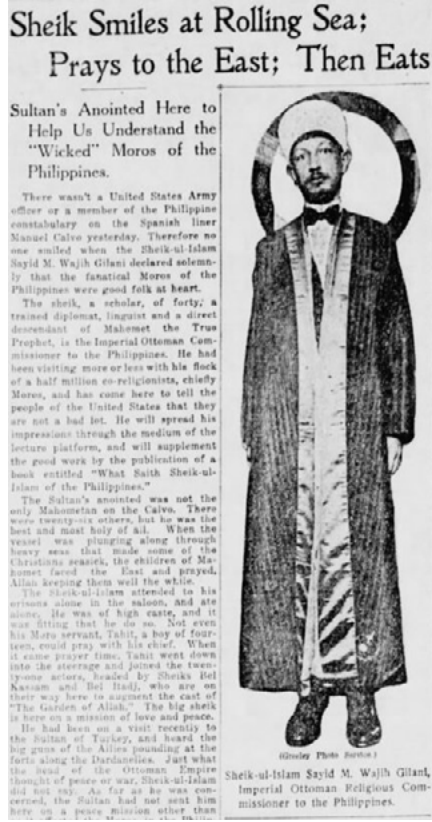 Sheik Smiles at Rolling Sea;
Prays to the East; Then Eats
Sultan's Anointed Here to
Help Us Understand the
"Wicked" Moros of the
Philippines.
There wasn't a United States Army
officer or a member of the Philippine
constabulary on the Spanish liner
Manuel Calvo yesterday. Therefore no
one smiled when the Sheik-ul-Islam
Sayid M. Wajih Gilani declared solemn-
ly that the fanatical Moros of the
Philippines were good folk at heart.
The sheik, a scholar, of forty, a
trained diplomat, linguist and a direct
descendant of Mahomet the True
Prophet, is the Imperial Ottoman Com-
missioner to the Philippines. He had
been visiting more or less with his flock
of a half million co-religionists, chiefly
Moros, and has come here to tell the
people of the United States that they
are not a bad lot. He will spread his
impressions through the medium of the
lecture platform, and will supplement
the good work by the publication of a
book entitled "What Saith Sheik-ul-
Islam of the Philippines."
The Sultan's anointed was not the
only Mahometan on the Calvo. There
were twenty-six others, but he was the
best and most holy of all. When the
vessel was plunging along through
heavy seas that made some of the
Christians seasick, the children of Ma-
homet faced the East and prayed,
Allah keeping them well the while.
The Sheik-ul-Islam attended to his
orisons alone in the saloon, and ate
alone. He was of high caste, and it
was fitting that he do so. Not even
his Moro servant, Tahit, a boy of four-
teen, could pray with his chief. When
it came prayer time, Tahit went down
into the steerage and joined the twen-
ty-one actors, headed by Sheiks Bel
Kassam and Bel Itadj, who are on
their way here to augment the cast of
"The Garden of Allah." The big sheik
is here on a mission of love and peace.
He had been on a visit recently to
the Sultan of Turkey, and heard the
big guns of the Allies pounding at the
forts along the Dardanelles. Just what
the head of the Ottoman Empire
thought of peace or war, Sheik-ul-Islam
did not say. As far as he was con-
cerned, the Sultan had not sent him
here on a peace mission other than
(Greeley Photo Service.)
Sheik-ul-Islam Sayid M. Wajih Gilani,
Imperial Ottoman Religious Com-
missioner to the Philippines.